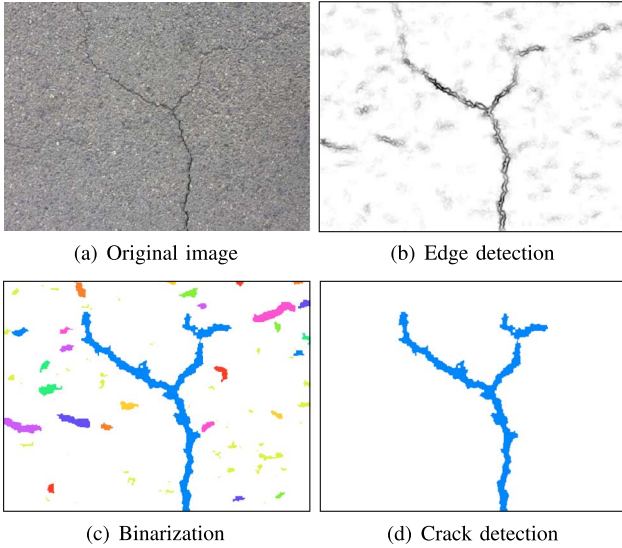 (a) Original image
(b) Edge detection
(c) Binarization
(d) Crack detection